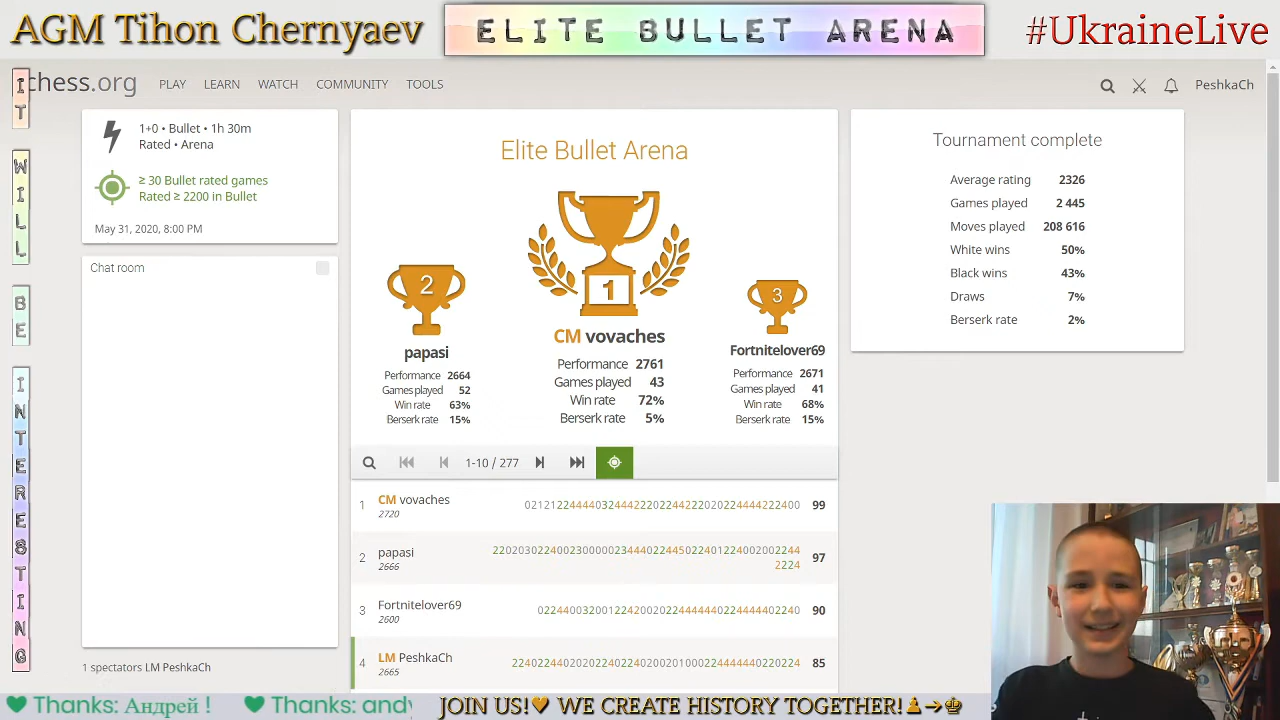 AGM Tihon Chernyaev
ELITE BULLET ARENA
#UkraineLive
IT WILL BE INTERESTING
chess.org
PLAY LEARN WATCH COMMUNITY TOOLS
PeshkaCh
1+0 • Bullet • 1h 30m
Rated • Arena
≥ 30 Bullet rated games
Rated ≥ 2200 in Bullet
May 31, 2020, 8:00 PM
Chat room
1 spectators LM PeshkaCh
Elite Bullet Arena
2
papasi
Performance 2664
Games played 52
Win rate 63%
Berserk rate 15%
1
CM vovaches
Performance 2761
Games played 43
Win rate 72%
Berserk rate 5%
3
Fortnitelover69
Performance 2671
Games played 41
Win rate 68%
Berserk rate 15%
1-10 / 277
1 CM vovaches 0212122444403244422202244222020224444222400 99
2720
2 papasi 2202030224002300000234440224450224012240020022444
2224 97
2666
3 Fortnitelover69 02244003200122420020224444440224444402240 90
2600
4 LM PeshkaCh 224022440202022402240200201000224444440220224 85
2665
Tournament complete
Average rating 2326
Games played 2 445
Moves played 208 616
White wins 50%
Black wins 43%
Draws 7%
Berserk rate 2%
Thanks: Андрей ! Thanks: andy
JOIN US!🧡 WE CREATE HISTORY TOGETHER!♟→♚